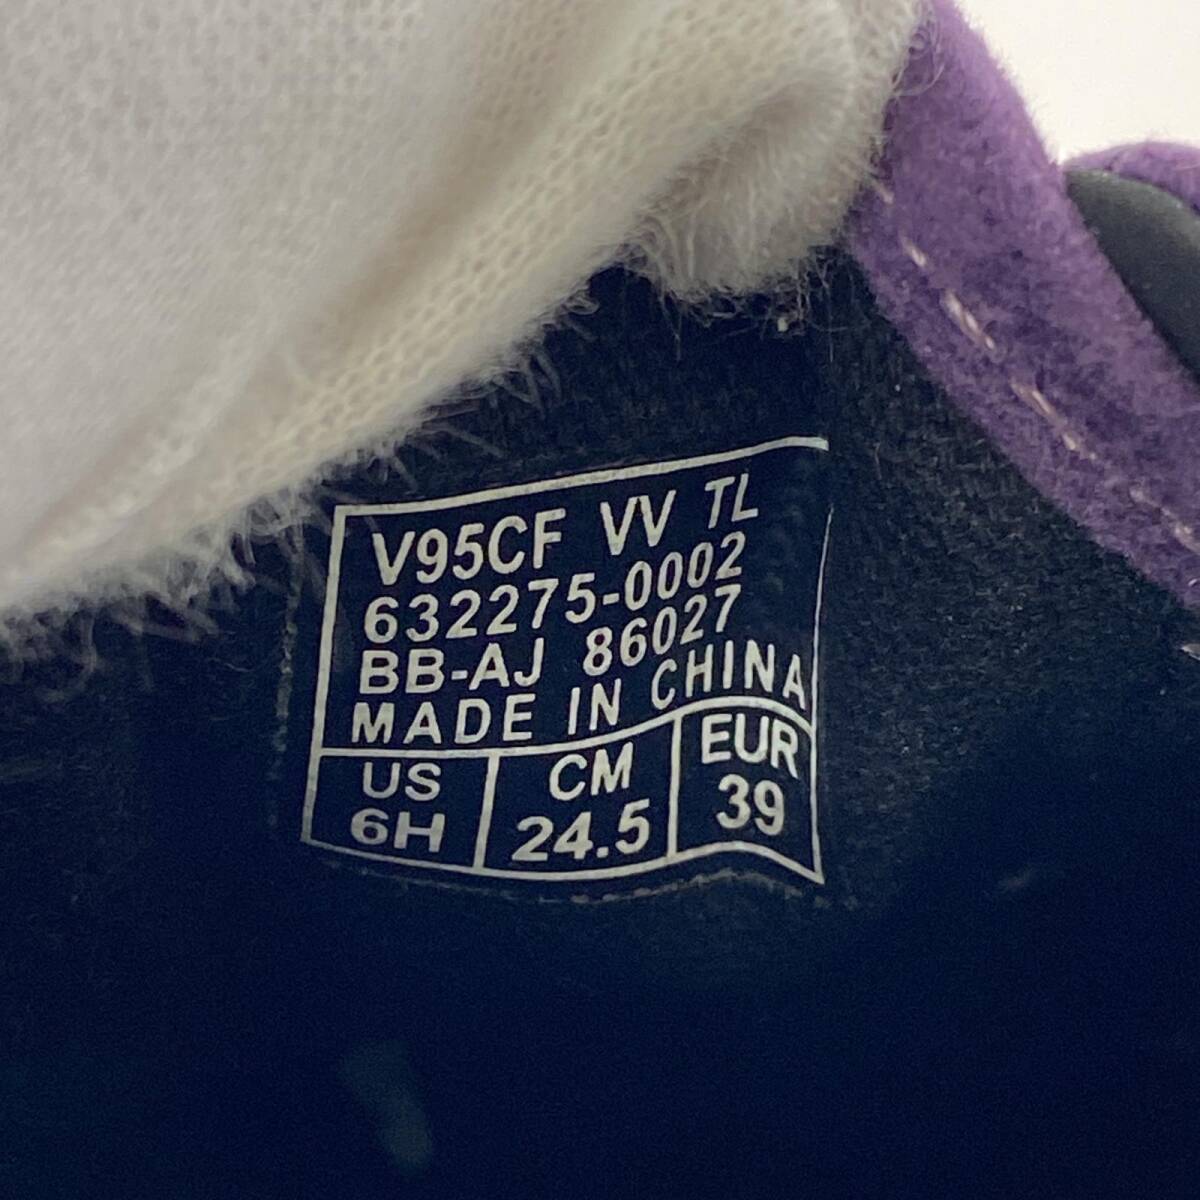 V95CF VV TL
632275-0002
BB-AJ 86027
MADE IN CHINA
US CM EUR
6H 24.5 39